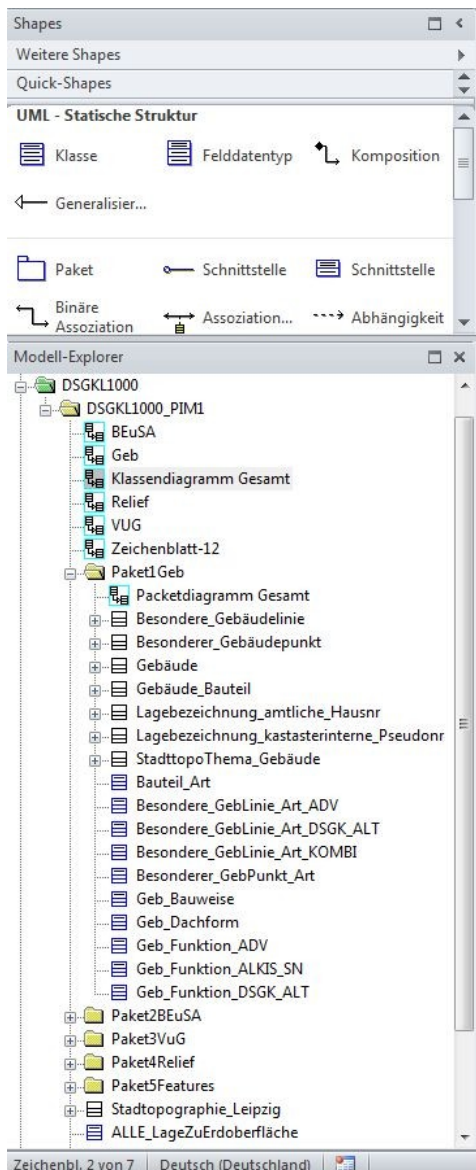 Shapes
Weitere Shapes
Quick-Shapes
UML - Statische Struktur
Klasse
Felddatentyp
Komposition
Generalisier...
Paket
Schnittstelle
Schnittstelle
Binäre Assoziation
Assoziation...
Abhängigkeit
Modell-Explorer
DSGKL1000
DSGKL1000_PIM1
BEuSA
Geb
Klassendiagramm Gesamt
Relief
VUG
Zeichenblatt-12
Paket1Geb
Packetdiagramm Gesamt
Besondere_Gebäudelinie
Besonderer_Gebäudepunkt
Gebäude
Gebäude_Bauteil
Lagebezeichnung_amtliche_Hausnr
Lagebezeichnung_kastasterinterne_Pseudonr
StadttopoThema_Gebäude
Bauteil_Art
Besondere_GebLinie_Art_ADV
Besondere_GebLinie_Art_DSGK_ALT
Besondere_GebLinie_Art_KOMBI
Besonderer_GebPunkt_Art
Geb_Bauweise
Geb_Dachform
Geb_Funktion_ADV
Geb_Funktion_ALKIS_SN
Geb_Funktion_DSGK_ALT
Paket2BEuSA
Paket3VuG
Paket4Relief
Paket5Features
Stadtopographie_Leipzig
ALLE_LageZuErdoberfläche
Zeichenbl. 2 von 7
Deutsch (Deutschland)